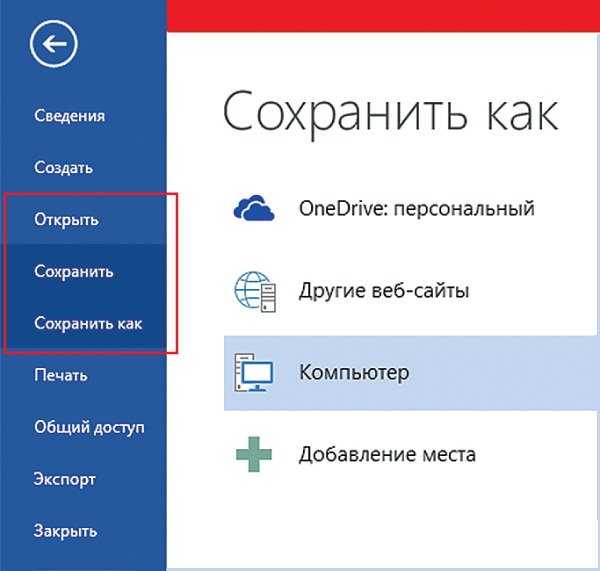 Сведения
Создать
Открыть
Сохранить
Сохранить как
Печать
Общий доступ
Экспорт
Закрыть
Сохранить как
OneDrive: персональный
Другие веб-сайты
Компьютер
Добавление места